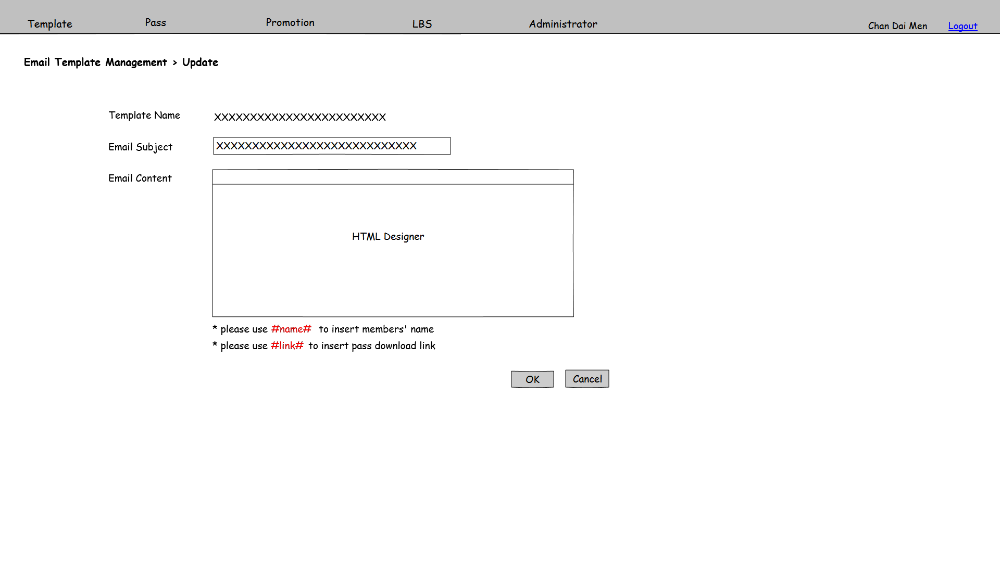 Template Pass Promotion LBS Administrator Chan Dai Men Logout
Email Template Management > Update
Template Name XXXXXXXXXXXXXXXXXXXXXXXX
Email Subject XXXXXXXXXXXXXXXXXXXXXXXXXXXX
Email Content
HTML Designer
* please use #name# to insert members' name
* please use #link# to insert pass download link
OK Cancel